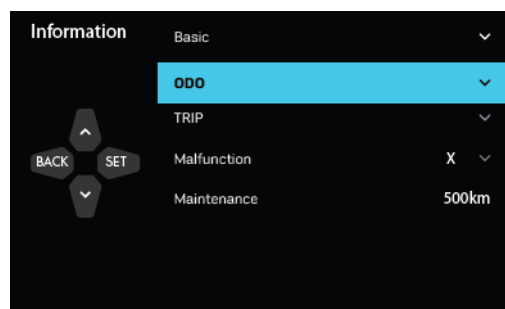 Information
Basic
ODO
TRIP
BACK SET
Malfunction X
Maintenance 500km